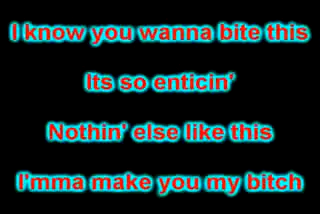 I know you wanna bite this
Its so enticin'
Nothin' else like this
I'mma make you my bitch